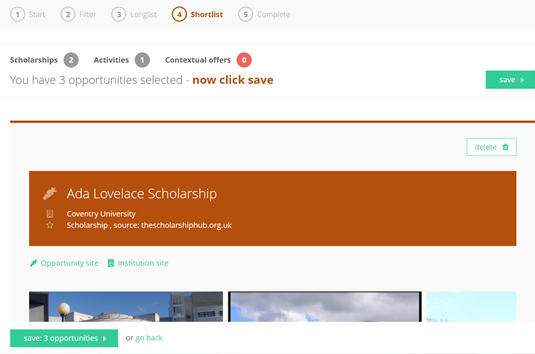 1 Start 2 Filter 3 Longlist 4 Shortlist 5 Complete
Scholarships 2 Activities 1 Contextual offers 0
You have 3 opportunities selected - now click save
save
delete
Ada Lovelace Scholarship
Coventry University
Scholarship , source: thescholarshiphub.org.uk
Opportunity site Institution site
save: 3 opportunities or go back